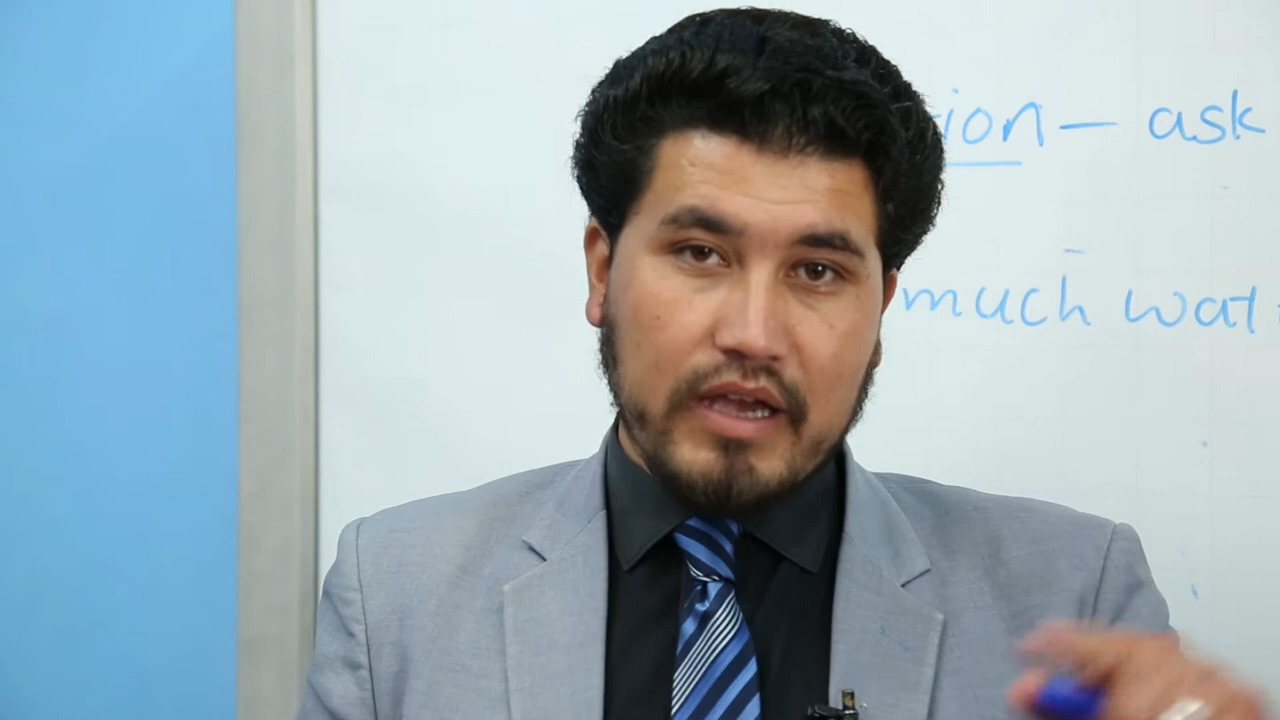 ion — ask
much wat